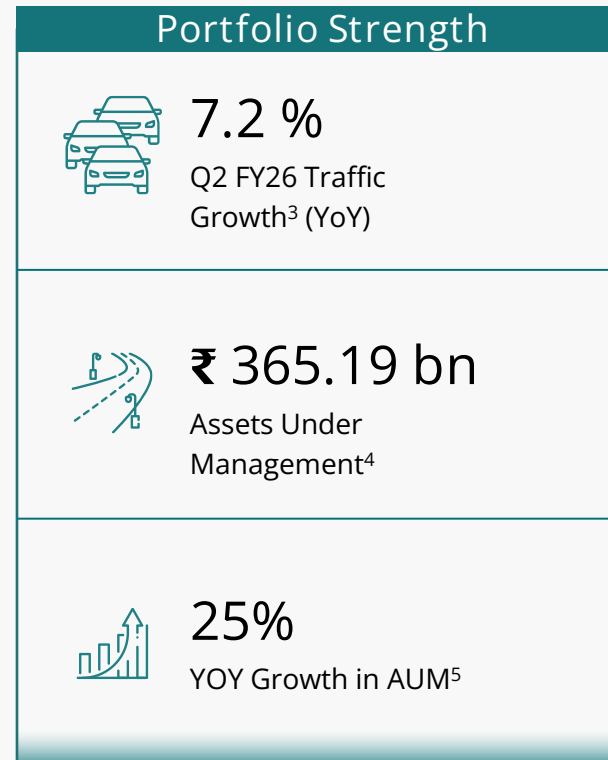 Portfolio Strength
7.2 %
Q2 FY26 Traffic
Growth³ (YoY)
₹ 365.19 bn
Assets Under
Management⁴
25%
YOY Growth in AUM⁵